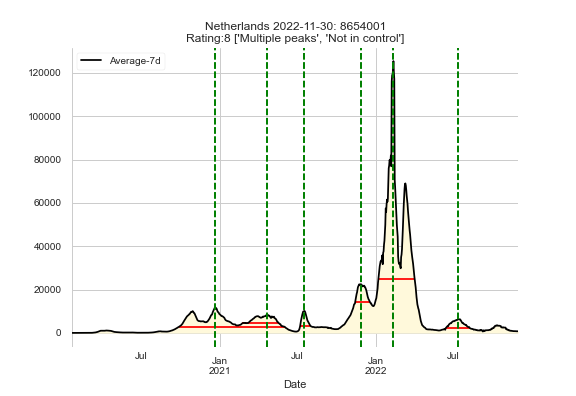 Netherlands 2022-11-30: 8654001
Rating:8 ['Multiple peaks', 'Not in control']
Average-7d
120000
100000
80000
60000
40000
20000
0
Jul
Jan
2021
Jul
Jan
2022
Jul
Date